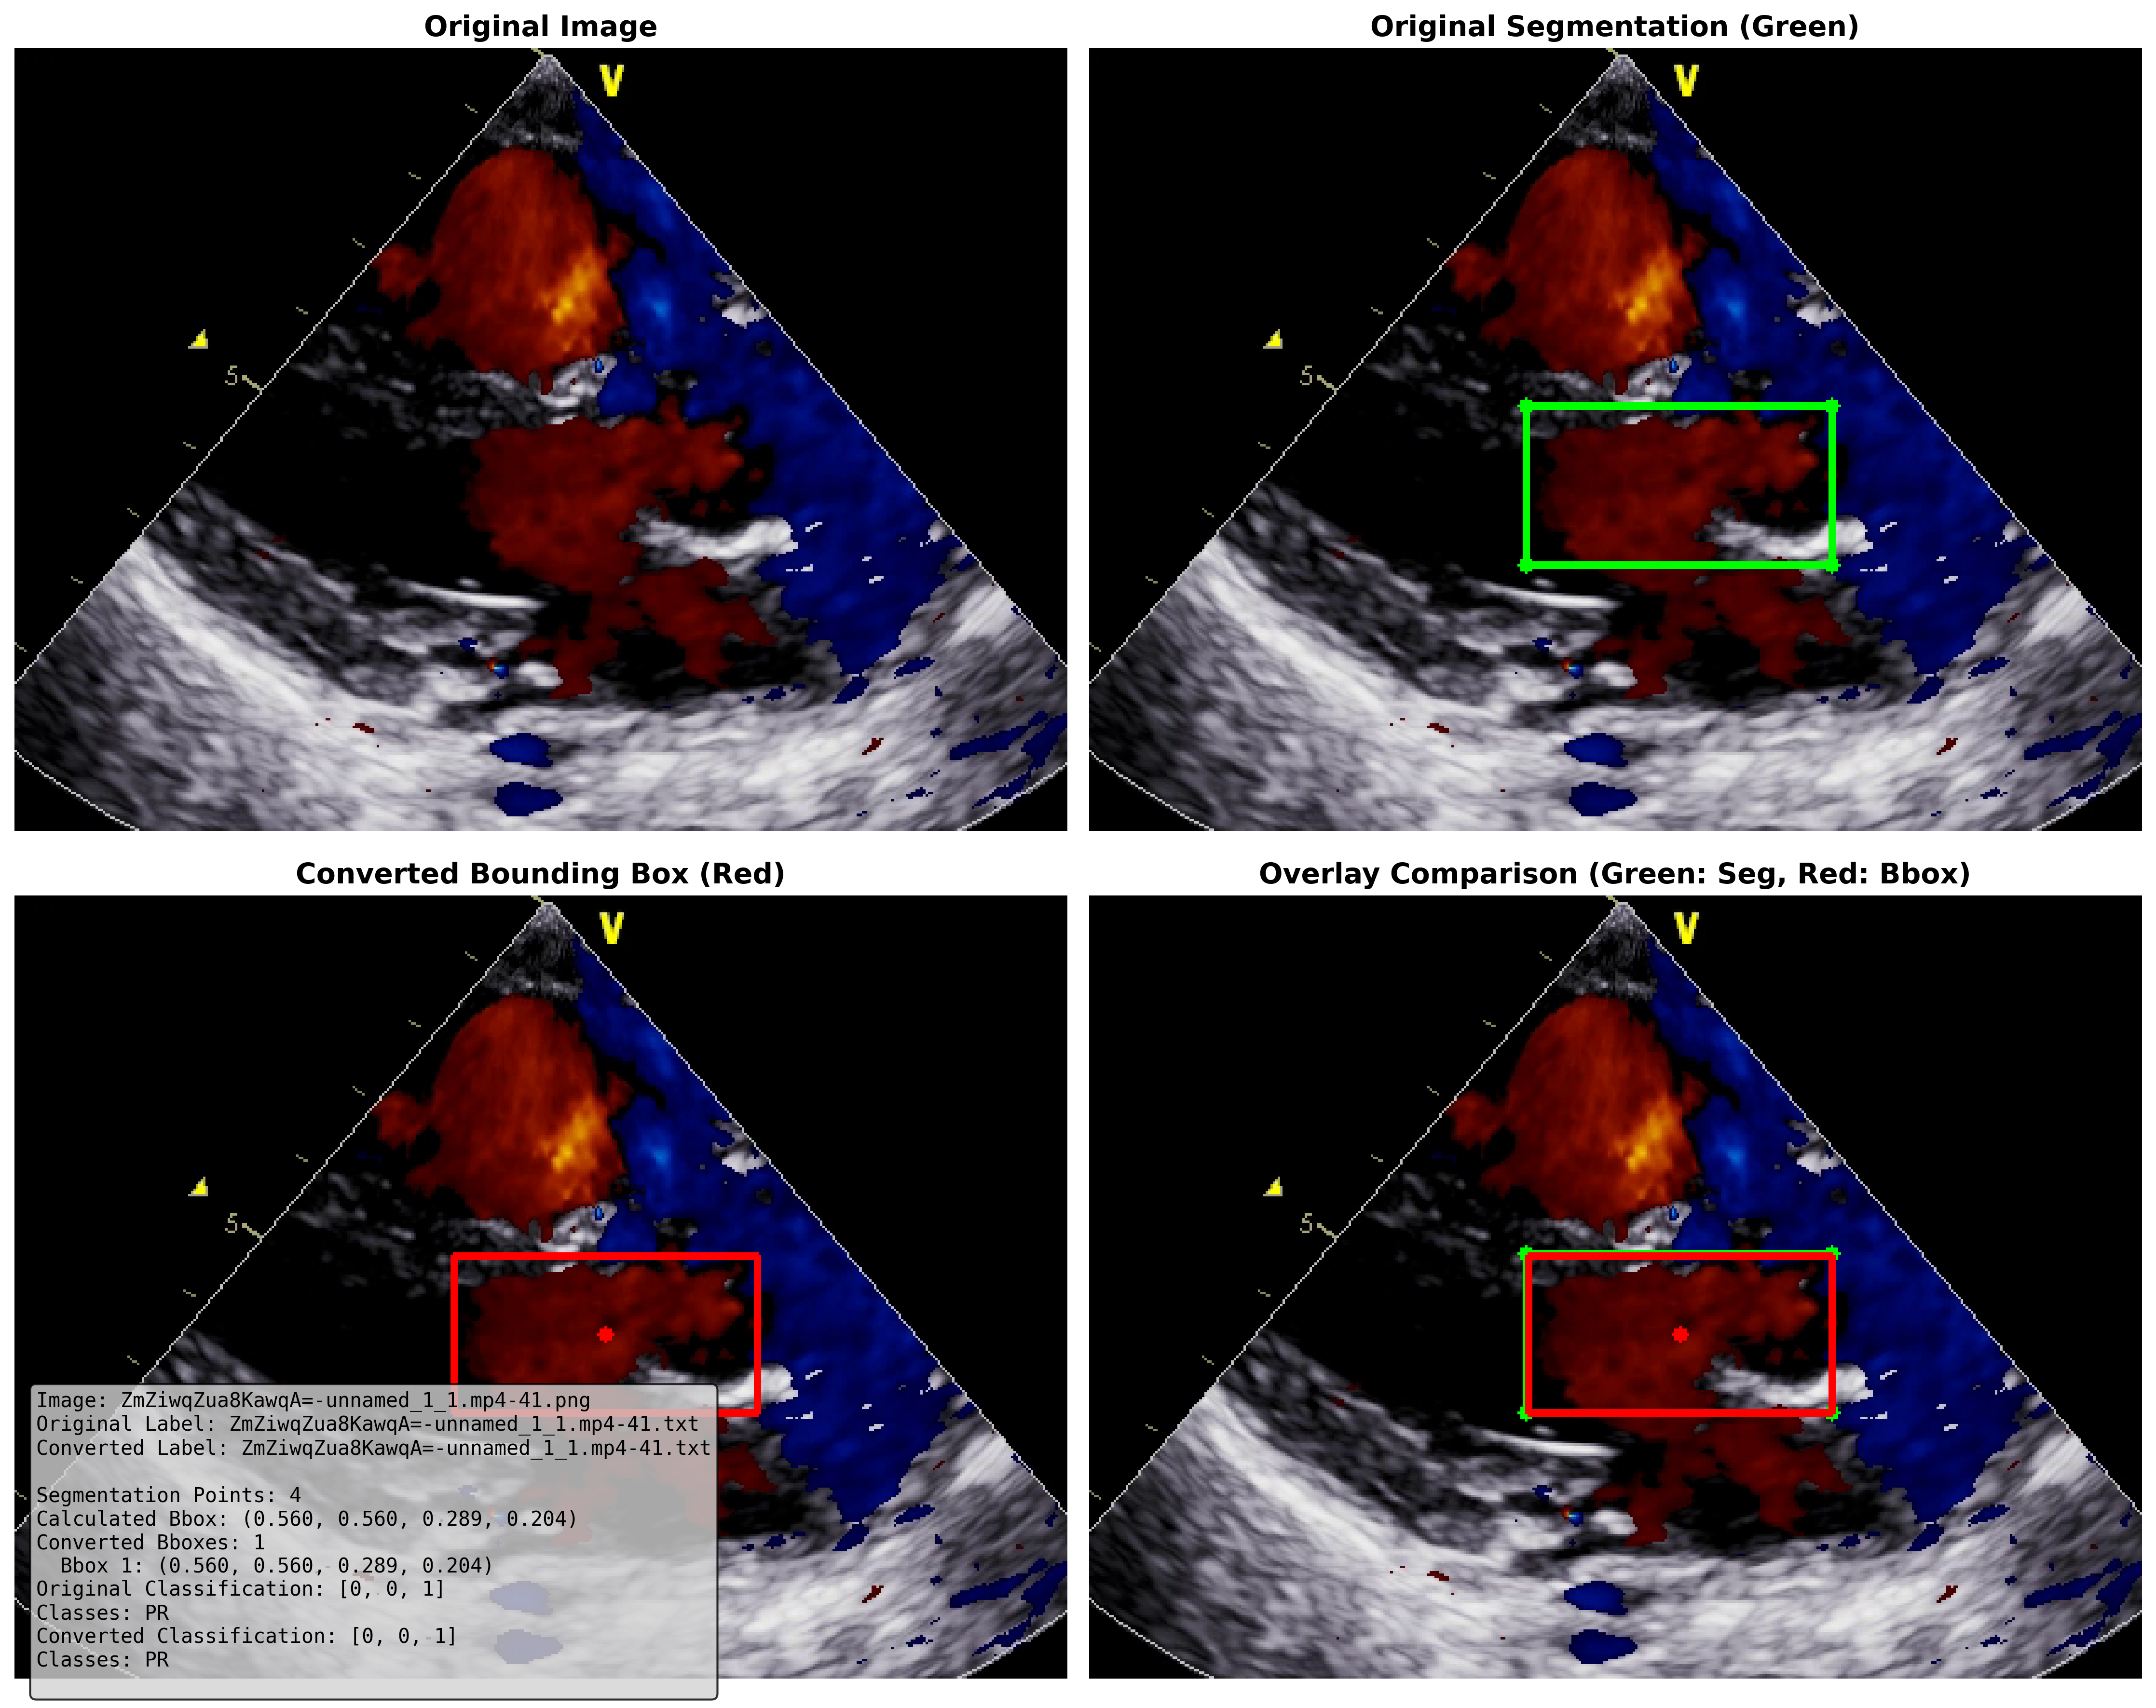 Original Image
Original Segmentation (Green)
V
5
V
5
Converted Bounding Box (Red)
Overlay Comparison (Green: Seg, Red: Bbox)
V
5
V
5
Image: ZmZiwqZua8KawqA=-unnamed_1_1.mp4-41.png
Original Label: ZmZiwqZua8KawqA=-unnamed_1_1.mp4-41.txt
Converted Label: ZmZiwqZua8KawqA=-unnamed_1_1.mp4-41.txt
Segmentation Points: 4
Calculated Bbox: (0.560, 0.560, 0.289, 0.204)
Converted Bboxes: 1
Bbox 1: (0.560, 0.560, 0.289, 0.204)
Original Classification: [0, 0, 1]
Classes: PR
Converted Classification: [0, 0, 1]
Classes: PR